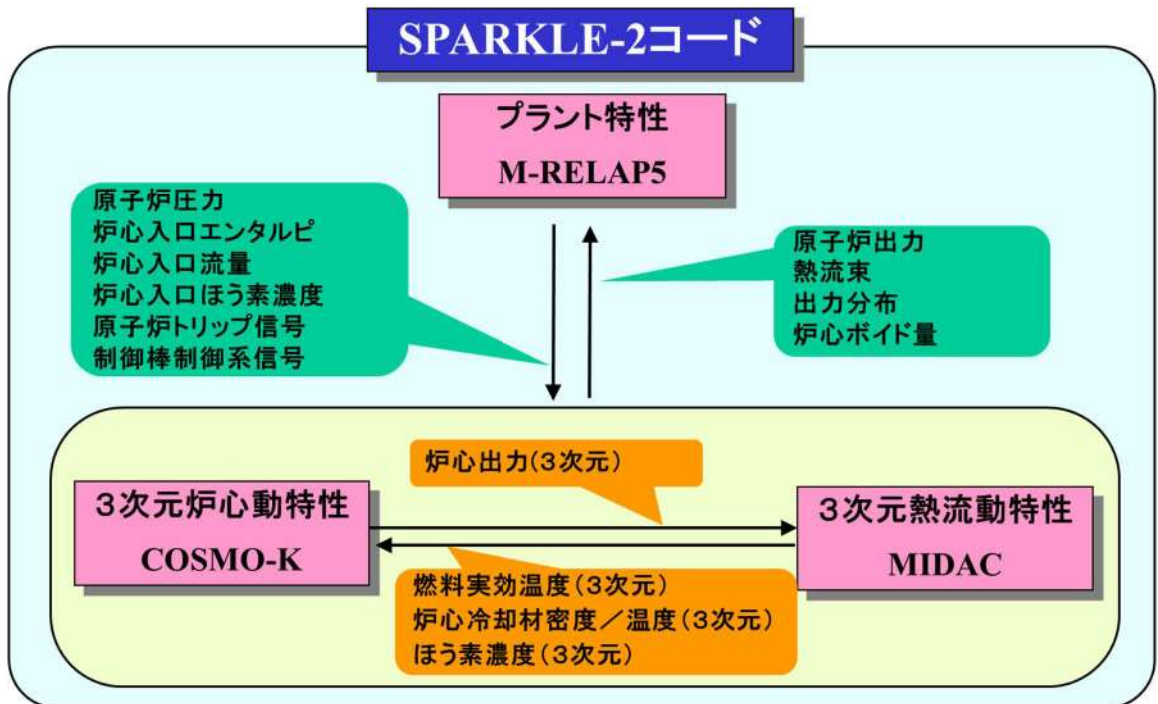 SPARKLE-2コード
プラント特性
M-RELAP5
原子炉圧力
炉心入口エンタルピ
炉心入口流量
炉心入口ほう素濃度
原子炉トリップ信号
制御棒制御系信号
原子炉出力
熱流束
出力分布
炉心ボイド量
炉心出力(3次元)
3次元炉心動特性
COSMO-K
3次元熱流動特性
MIDAC
燃料実効温度(3次元)
炉心冷却材密度/温度(3次元)
ほう素濃度(3次元)